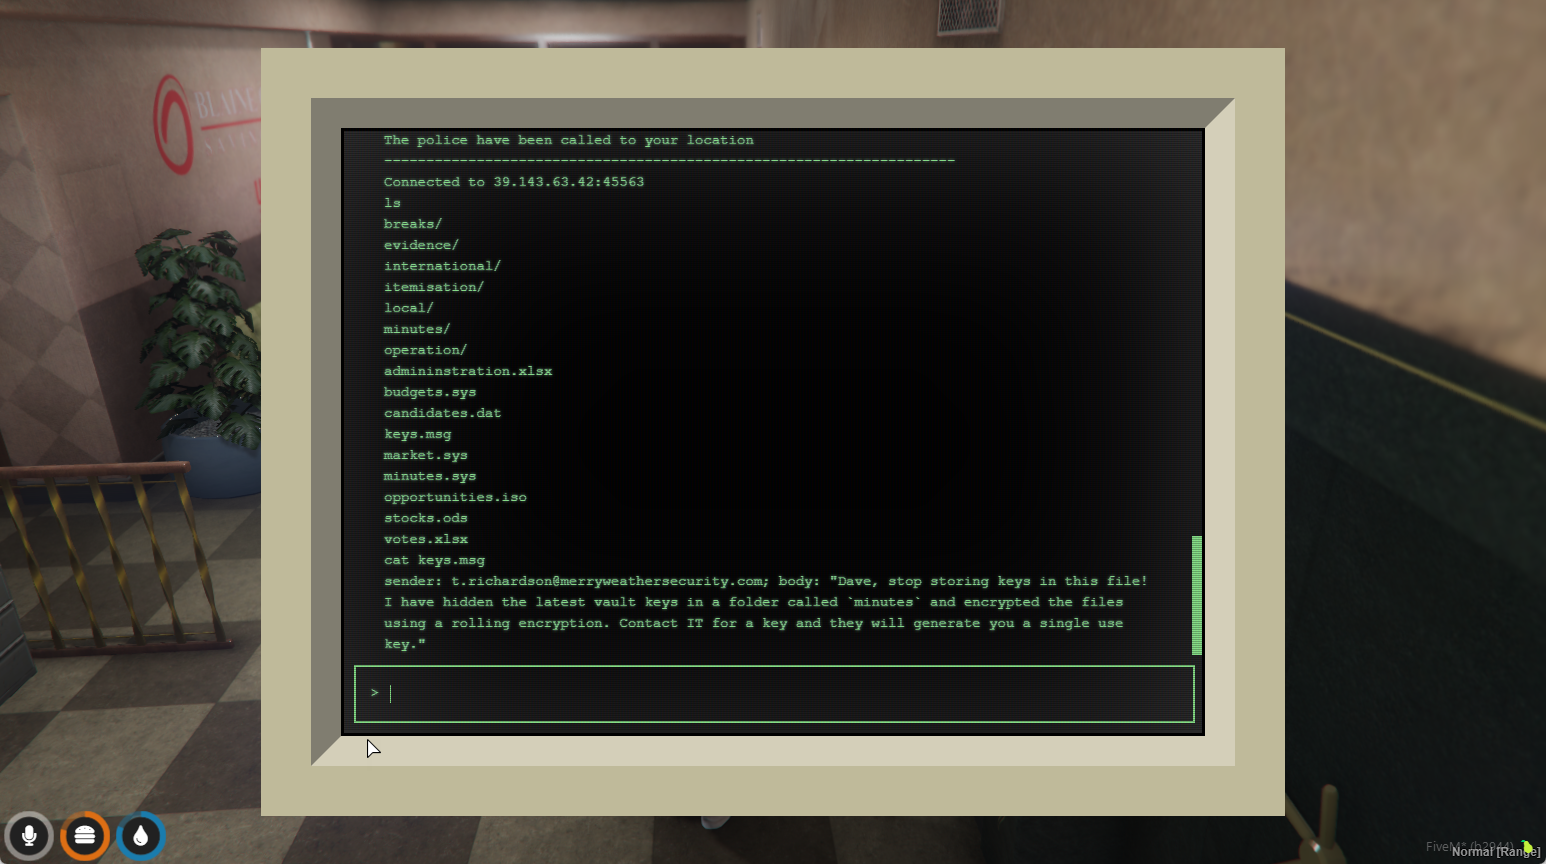 BLAINE
The police have been called to your location
--------------------------------------------------------------------
Connected to 39.143.63.42:45563
ls
breaks/
evidence/
international/
itemisation/
local/
minutes/
operation/
admininstration.xlsx
budgets.sys
candidates.dat
keys.msg
market.sys
minutes.sys
opportunities.iso
stocks.ods
votes.xlsx
cat keys.msg
sender: t.richardson@merryweathersecurity.com; body: "Dave, stop storing keys in this file!
I have hidden the latest vault keys in a folder called `minutes` and encrypted the files
using a rolling encryption. Contact IT for a key and they will generate you a single use
key."
>
FiveM* (b2944)
Normal [Range]